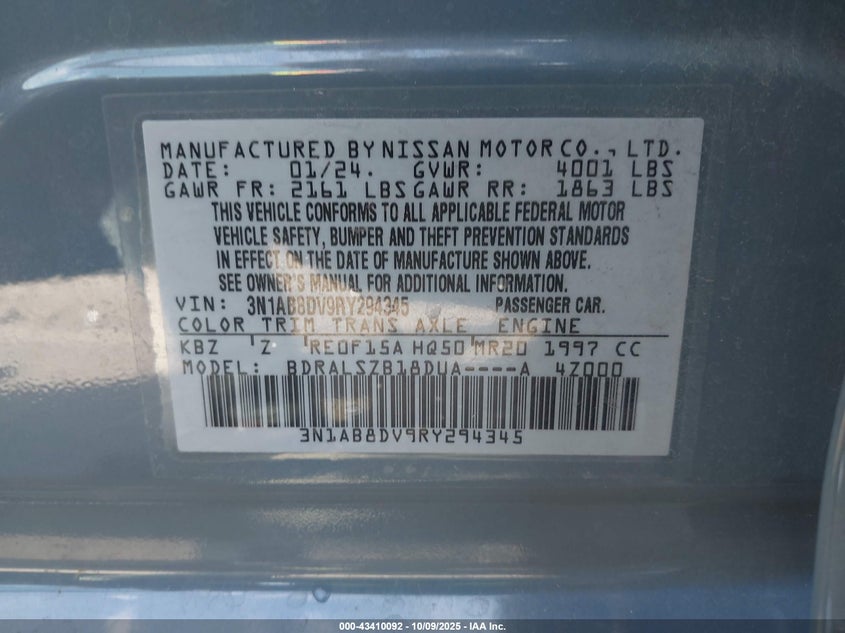 MANUFACTURED BY NISSAN MOTOR CO., LTD.
DATE: 01/24. GVWR: 4001 LBS
GAWR FR: 2161 LBS GAWR RR: 1863 LBS
THIS VEHICLE CONFORMS TO ALL APPLICABLE FEDERAL MOTOR
VEHICLE SAFETY, BUMPER AND THEFT PREVENTION STANDARDS
IN EFFECT ON THE DATE OF MANUFACTURE SHOWN ABOVE.
SEE OWNER'S MANUAL FOR ADDITIONAL INFORMATION.
VIN: 3N1AB8DV9RY294345 PASSENGER CAR.
COLOR TRIM TRANS AXLE ENGINE
KBZ Z RE0F15A HQ50 MR20 1997 CC
MODEL: BDRALSZB18DUA----A 4Z000
3N1AB8DV9RY294345
000-43410092 - 10/09/2025 - IAA Inc.